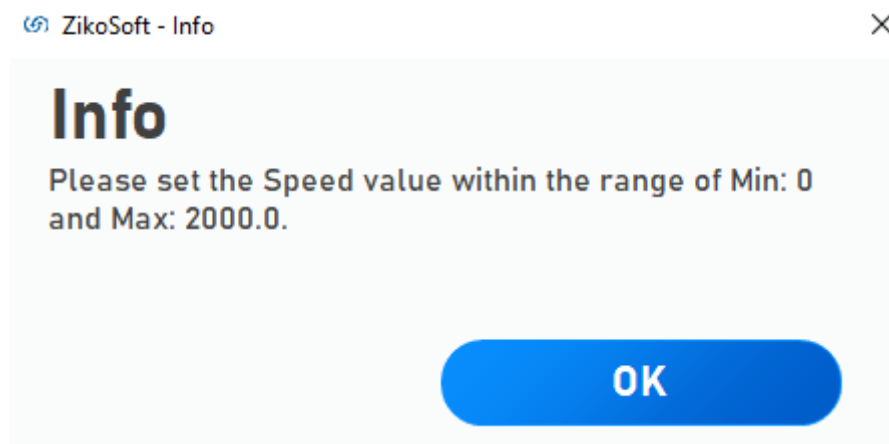 ZikoSoft - Info
Info
Please set the Speed value within the range of Min: 0
and Max: 2000.0.
OK